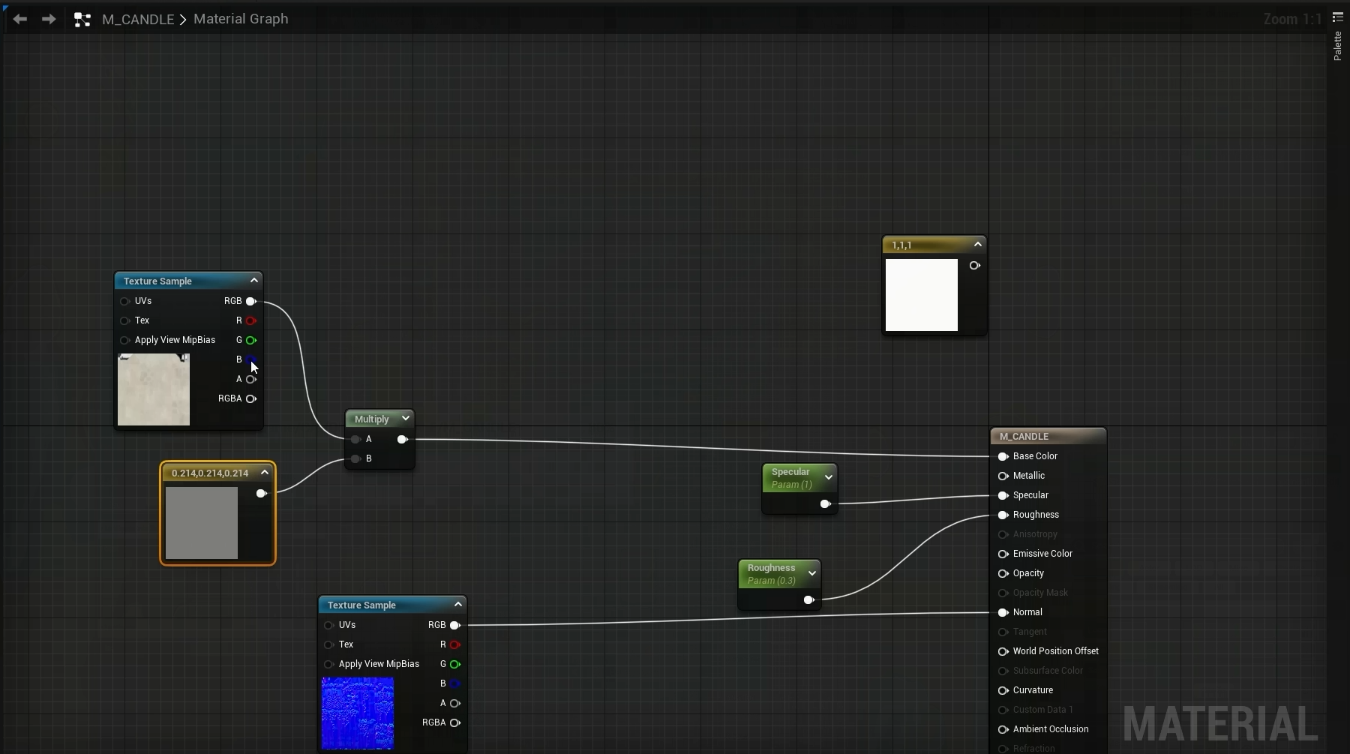 M_CANDLE > Material Graph
Zoom 1:1
Palette
1,1,1
Texture Sample
UVs
RGB
Tex
R
Apply View MipBias
G
B
A
RGBA
Multiply
A
B
0.214,0.214,0.214
Specular
Param (1)
Roughness
Param (0.3)
Texture Sample
UVs
RGB
Tex
R
Apply View MipBias
G
B
A
RGBA
M_CANDLE
Base Color
Metallic
Specular
Roughness
Anisotropy
Emissive Color
Opacity
Opacity Mask
Normal
Tangent
World Position Offset
Subsurface Color
Curvature
Custom Data 1
Ambient Occlusion
Refraction
MATERIAL